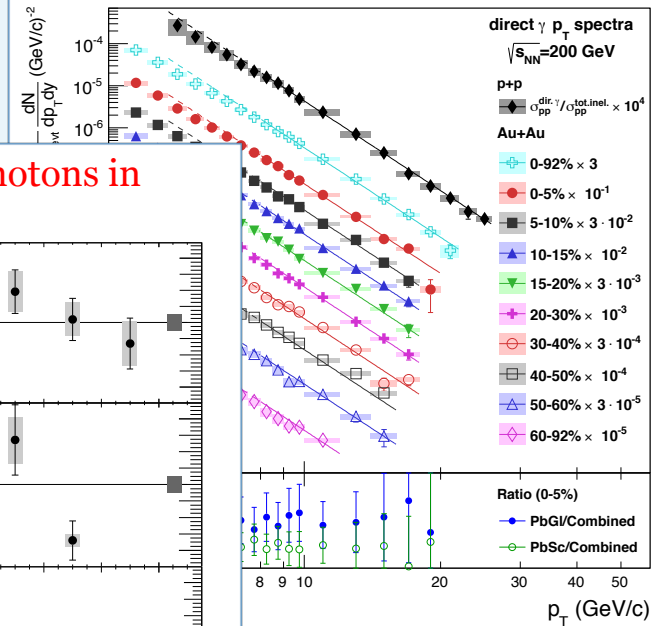 direct γ p_T spectra
√s_NN=200 GeV
p+p
σ_pp^dir. γ/σ_pp^tot.inel. × 10^4
Au+Au
0-92% × 3
0-5% × 10^-1
5-10% × 3 · 10^-2
10-15% × 10^-2
15-20% × 3 · 10^-3
20-30% × 10^-3
30-40% × 3 · 10^-4
40-50% × 10^-4
50-60% × 3 · 10^-5
60-92% × 10^-5
dN
dp_T dy
(GeV/c)^-2
10^-4
10^-5
10^-6
in
Ratio (0-5%)
PbGl/Combined
PbSc/Combined
8 9 10 20 30 40 50
p_T (GeV/c)